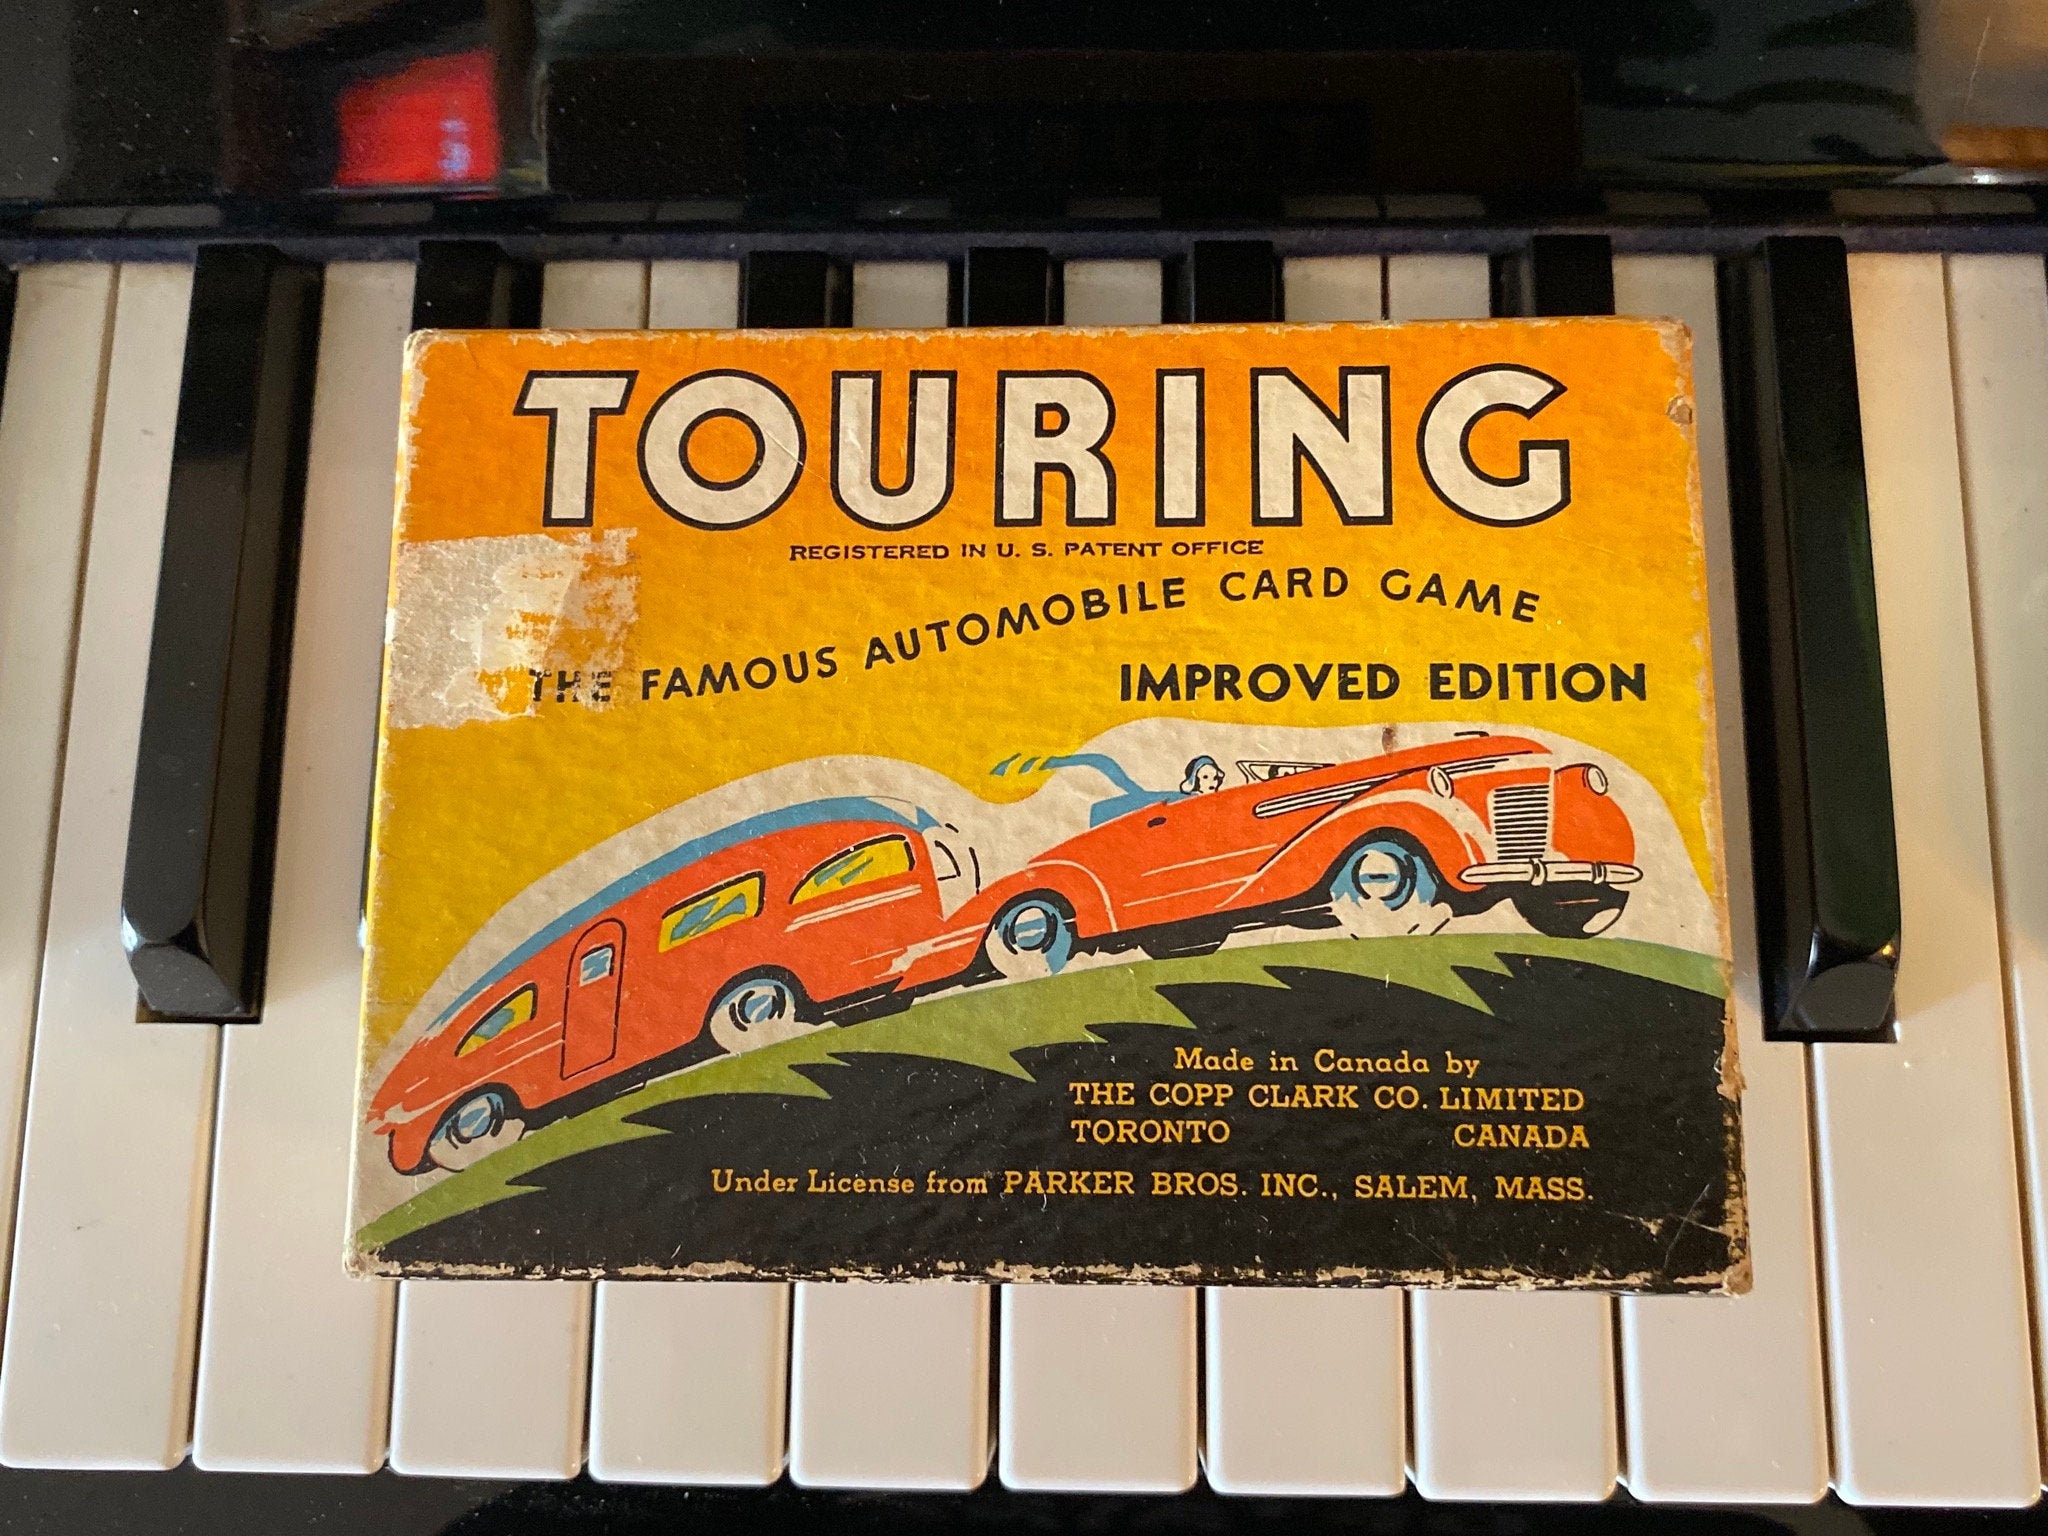 TOURING
REGISTERED IN U. S. PATENT OFFICE
THE FAMOUS AUTOMOBILE CARD GAME
IMPROVED EDITION
Made in Canada by
THE COPP CLARK CO. LIMITED
TORONTO CANADA
Under License from PARKER BROS. INC., SALEM, MASS.